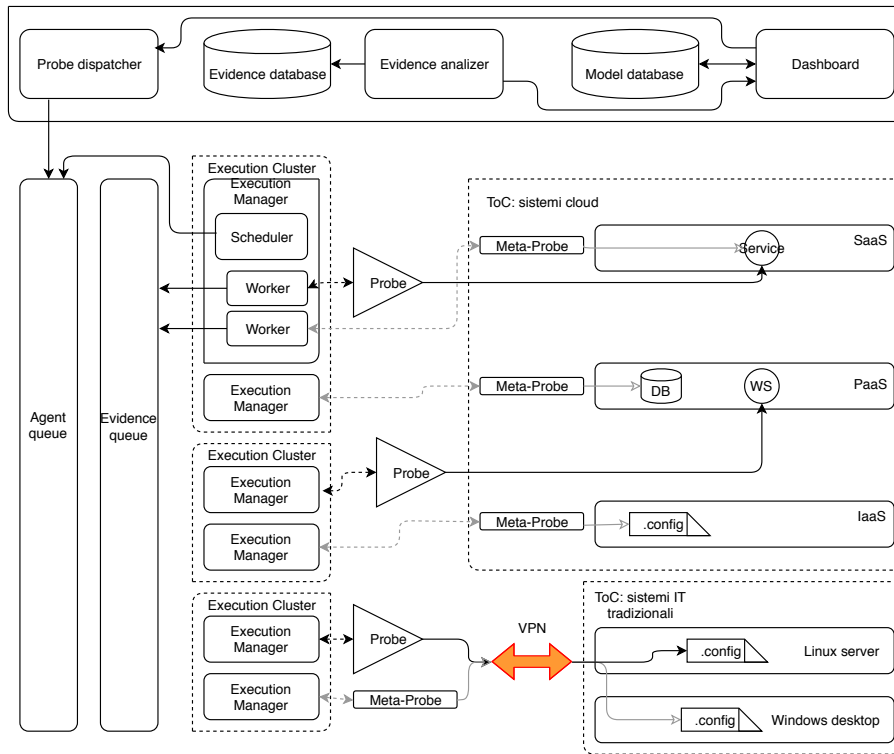 Probe dispatcher
Evidence database
Evidence analizer
Model database
Dashboard
Agent
queue
Evidence
queue
Execution Cluster
Execution
Manager
Scheduler
Worker
Worker
Execution
Manager
Probe
ToC: sistemi cloud
Meta-Probe
Service
SaaS
Meta-Probe
DB
WS
PaaS
Execution Cluster
Execution
Manager
Execution
Manager
Probe
Meta-Probe
.config
IaaS
Execution Cluster
Execution
Manager
Execution
Manager
Probe
Meta-Probe
VPN
ToC: sistemi IT
tradizionali
.config
Linux server
.config
Windows desktop